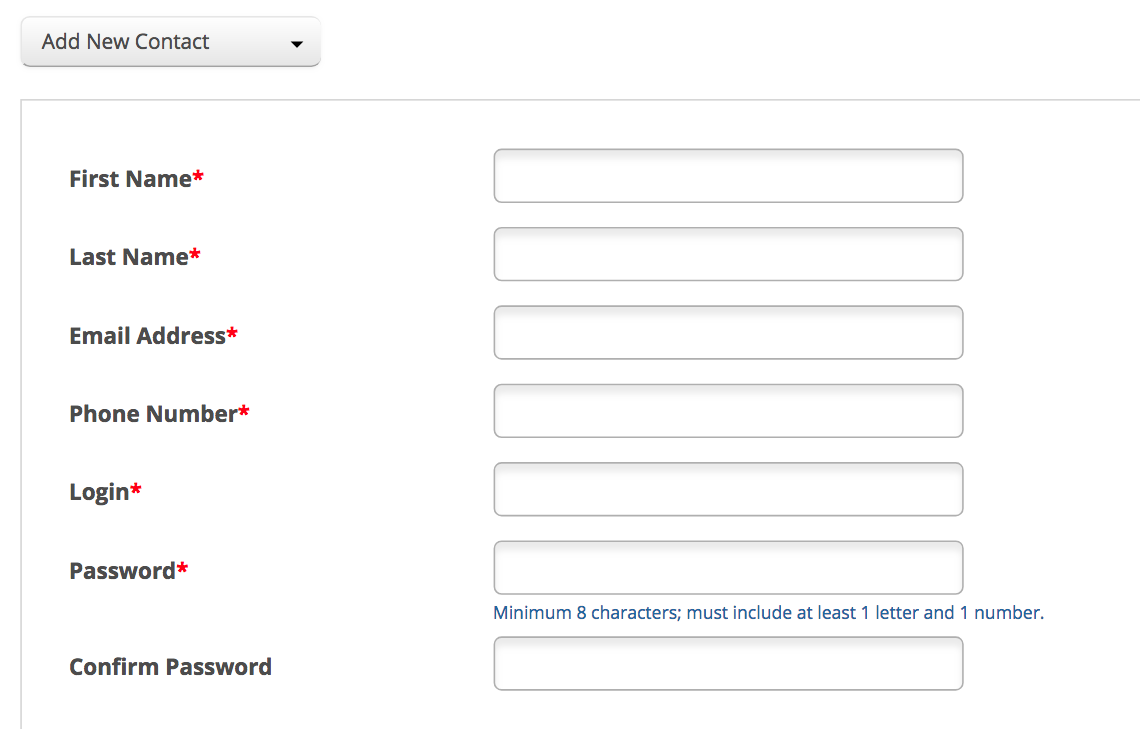 Add New Contact
First Name*
Last Name*
Email Address*
Phone Number*
Login*
Password*
Minimum 8 characters; must include at least 1 letter and 1 number.
Confirm Password